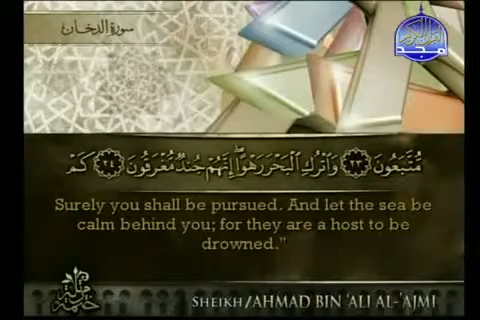 سورة الدخان
مُّتَّبَعُونَ ﴿٢٣﴾ وَاتْرُكِ الْبَحْرَ رَهْوًا ۖ إِنَّهُمْ جُندٌ مُّغْرَقُونَ ﴿٢٤﴾ كَمْ
Surely you shall be pursued. And let the sea be
calm behind you; for they are a host to be
drowned."
SHEIKH/AHMAD BIN 'ALI AL-'AJMI